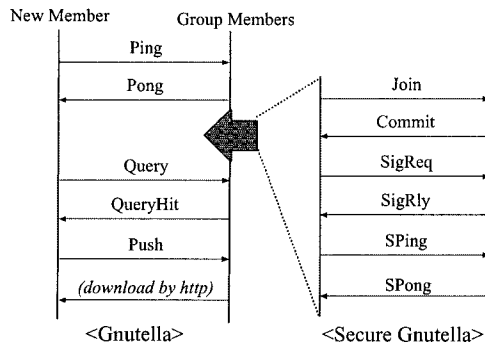 New Member
Group Members
Ping
Pong
Query
QueryHit
Push
(download by http)
<Gnutella>
Join
Commit
SigReq
SigRly
SPing
SPong
<Secure Gnutella>